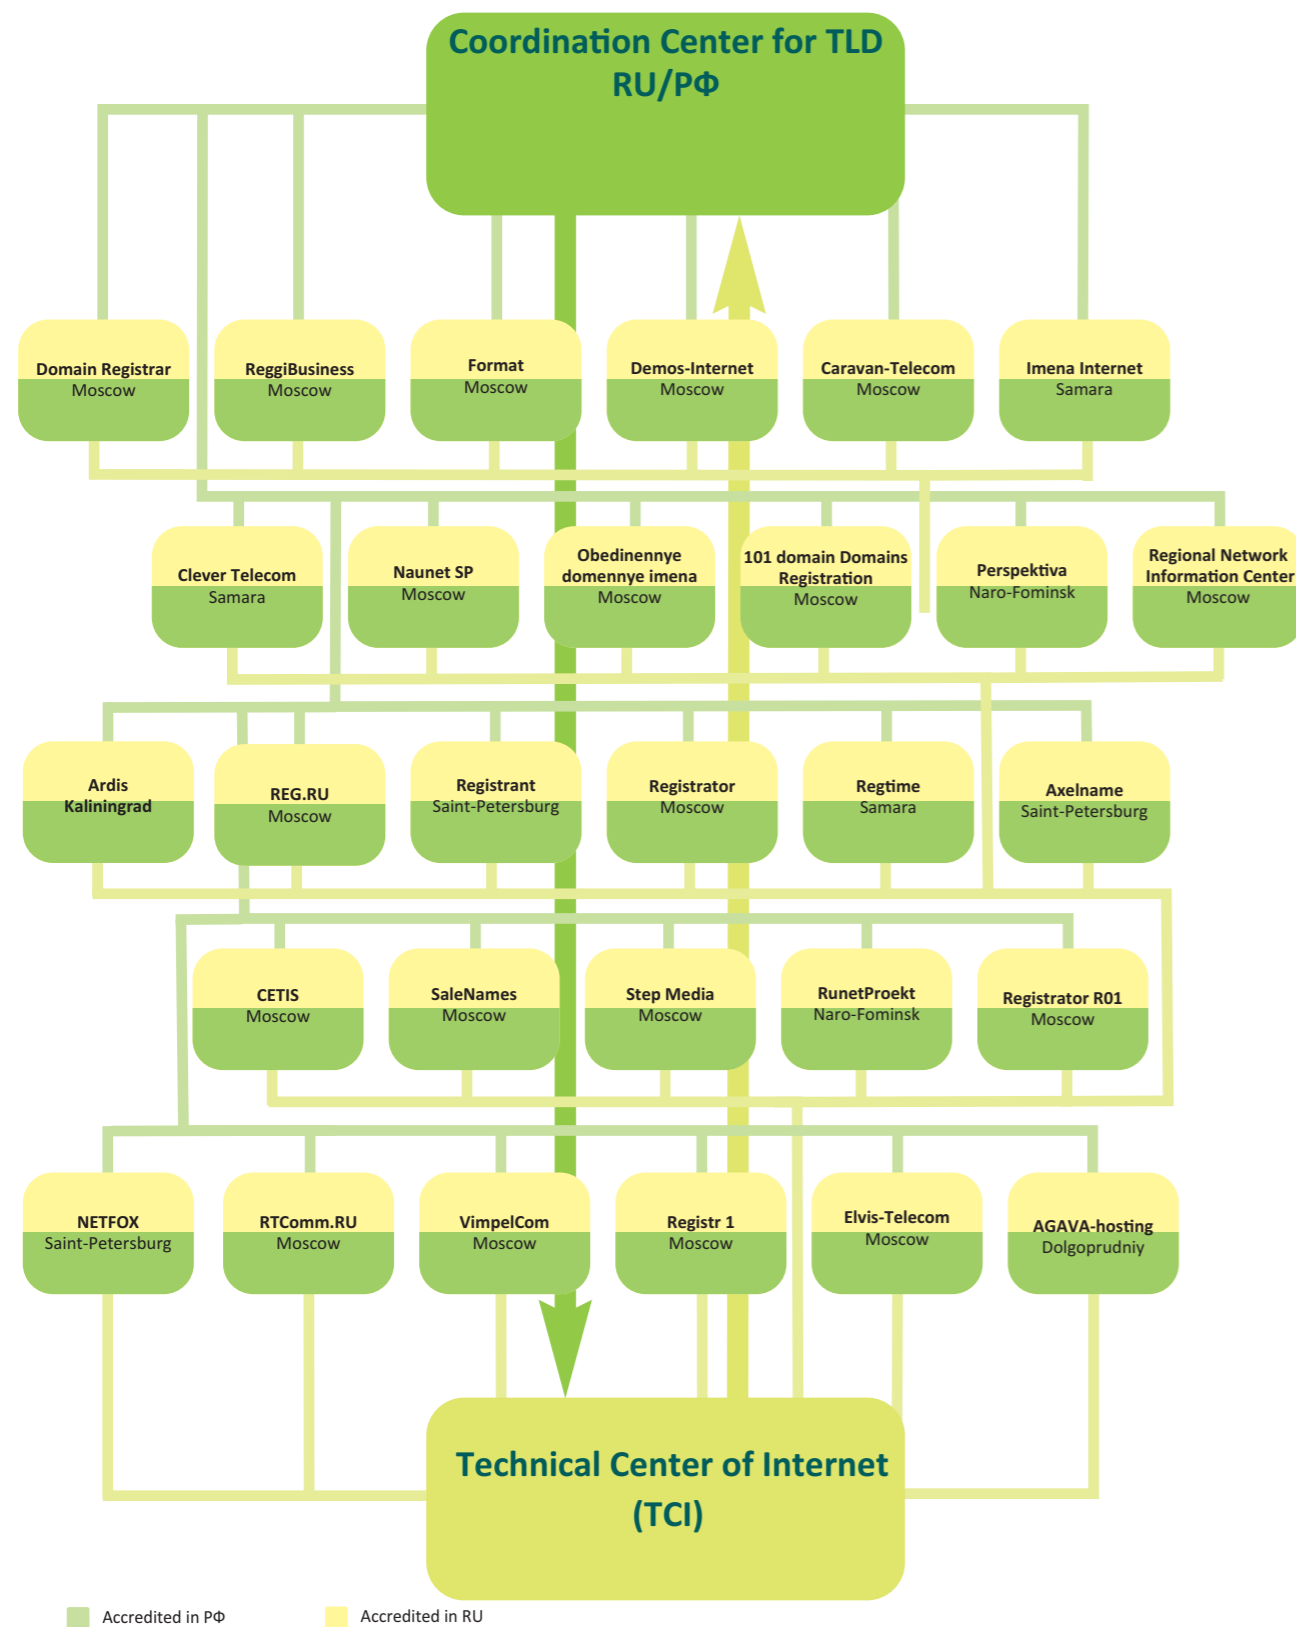 Coordination Center for TLD
RU/РФ
Domain Registrar
Moscow
ReggiBusiness
Moscow
Format
Moscow
Demos-Internet
Moscow
Caravan-Telecom
Moscow
Imena Internet
Samara
Clever Telecom
Samara
Naunet SP
Moscow
Obedinennye
domennye imena
Moscow
101 domain Domains
Registration
Moscow
Perspektiva
Naro-Fominsk
Regional Network
Information Center
Moscow
Ardis
Kaliningrad
REG.RU
Moscow
Registrant
Saint-Petersburg
Registrator
Moscow
Regtime
Samara
Axelname
Saint-Petersburg
CETIS
Moscow
SaleNames
Moscow
Step Media
Moscow
RunetProekt
Naro-Fominsk
Registrator R01
Moscow
NETFOX
Saint-Petersburg
RTComm.RU
Moscow
VimpelCom
Moscow
Registr 1
Moscow
Elvis-Telecom
Moscow
AGAVA-hosting
Dolgoprudniy
Technical Center of Internet
(TCI)
Accredited in РФ
Accredited in RU